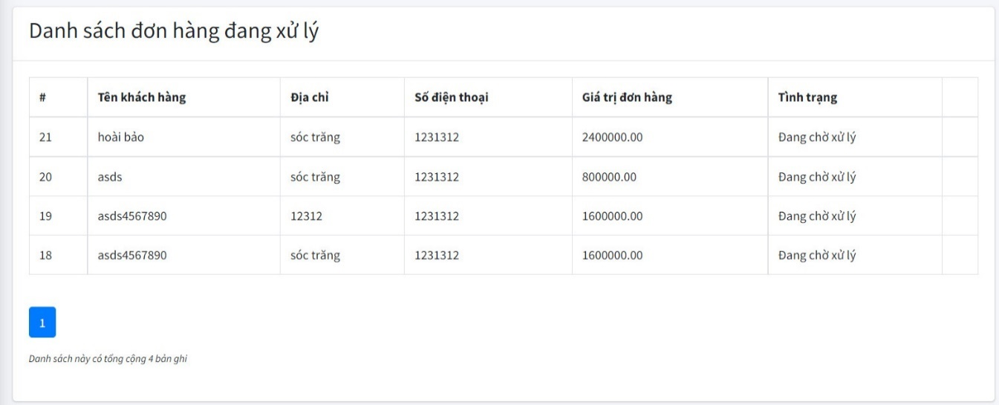 Danh sách đơn hàng đang xử lý
# Tên khách hàng Địa chỉ Số điện thoại Giá trị đơn hàng Tình trạng
21 hoài bảo sóc trăng 1231312 2400000.00 Đang chờ xử lý
20 asds sóc trăng 1231312 800000.00 Đang chờ xử lý
19 asds4567890 12312 1231312 1600000.00 Đang chờ xử lý
18 asds4567890 sóc trăng 1231312 1600000.00 Đang chờ xử lý
1
Danh sách này có tổng cộng 4 bản ghi